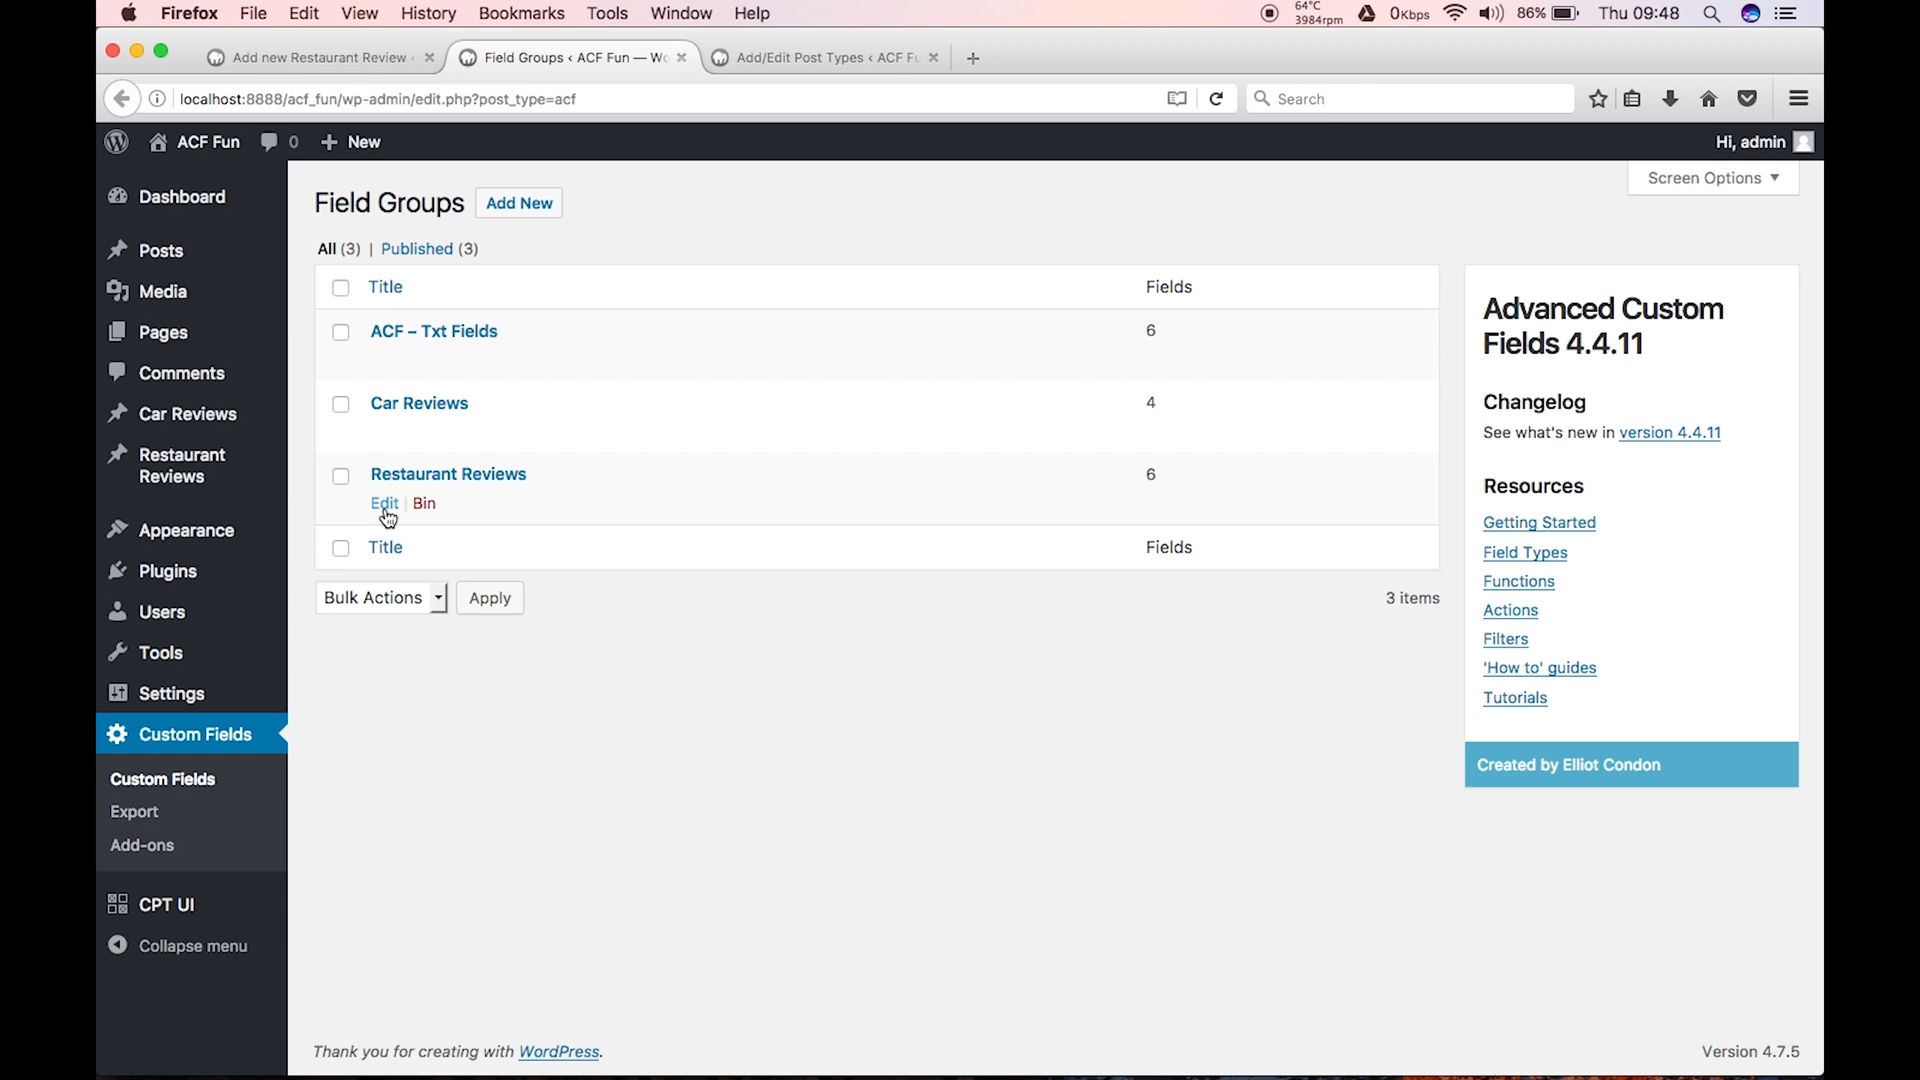 Firefox File Edit View History Bookmarks Tools Window Help 64°C 3984rpm 0Kbps 86% Thu 09:48
Add new Restaurant Review ‹ Field Groups ‹ ACF Fun — Wo Add/Edit Post Types ‹ ACF Fu
localhost:8888/acf_fun/wp-admin/edit.php?post_type=acf Search
ACF Fun 0 + New Hi, admin
Screen Options
Dashboard
Posts
Media
Pages
Comments
Car Reviews
Restaurant
Reviews
Appearance
Plugins
Users
Tools
Settings
Custom Fields
Custom Fields
Export
Add-ons
CPT UI
Collapse menu
Field Groups Add New
All (3) | Published (3)
Title Fields
ACF – Txt Fields 6
Car Reviews 4
Restaurant Reviews 6
Edit | Bin
Title Fields
Bulk Actions Apply 3 items
Advanced Custom
Fields 4.4.11
Changelog
See what's new in version 4.4.11
Resources
Getting Started
Field Types
Functions
Actions
Filters
'How to' guides
Tutorials
Created by Elliot Condon
Thank you for creating with WordPress. Version 4.7.5